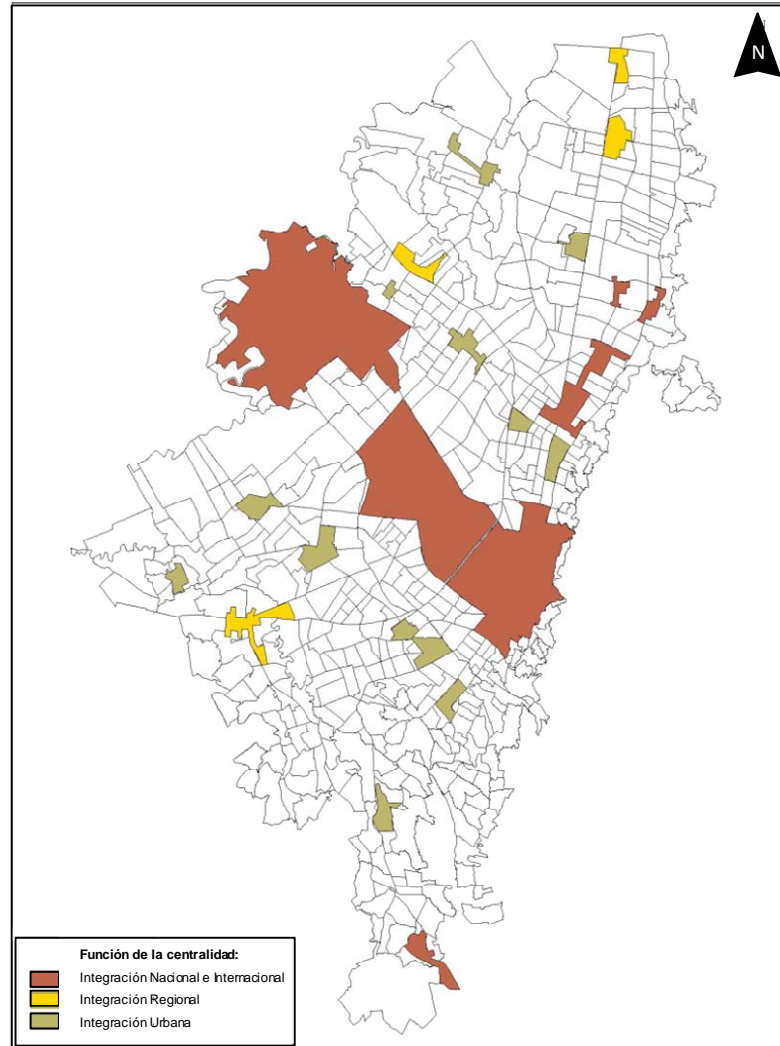 N
Función de la centralidad:
Integración Nacional e Internacional
Integración Regional
Integración Urbana